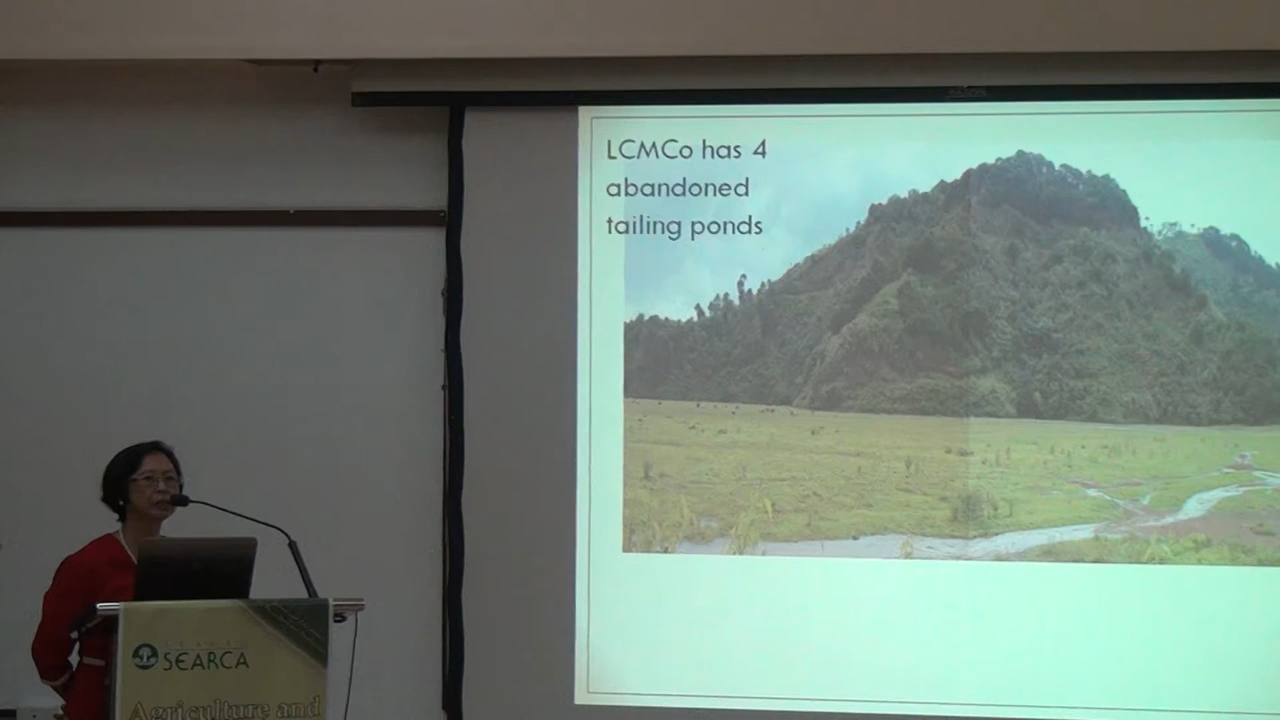 LCMCo has 4
abandoned
tailing ponds
SEARCA
Agriculture and